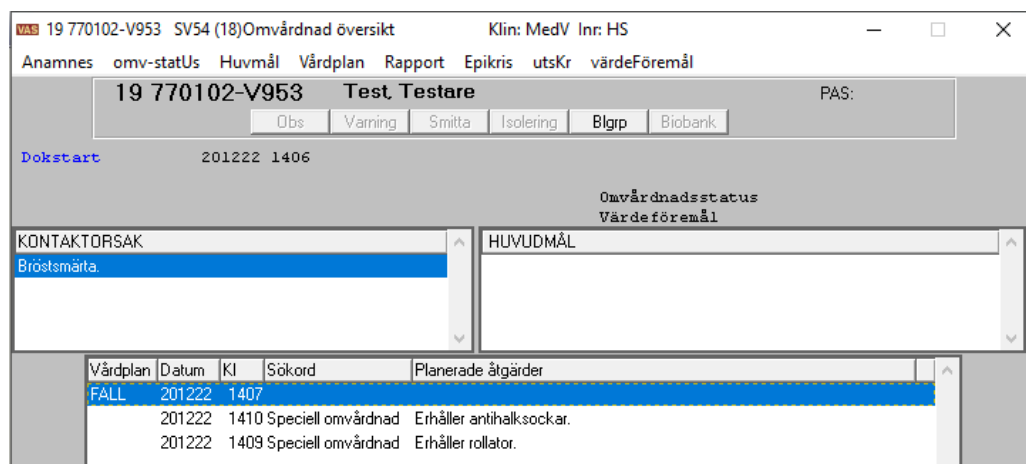 VAS 19 770102-V953 SV54 (18)Omvårdnad översikt Klin: MedV Inr: HS
Anamnes omv-statUs Huvmål Vårdplan Rapport Epikris utsKr värdeFöremål
19 770102-V953 Test, Testare PAS:
Obs Varning Smitta Isolering Blgrp Biobank
Dokstart 201222 1406
Omvårdnadsstatus
Värdeföremål
KONTAKTORSAK HUVUDMÅL
Bröstsmärta.
Vårdplan Datum Kl Sökord Planerade åtgärder
FALL 201222 1407
201222 1410 Speciell omvårdnad Erhåller antihalksockar.
201222 1409 Speciell omvårdnad Erhåller rollator.